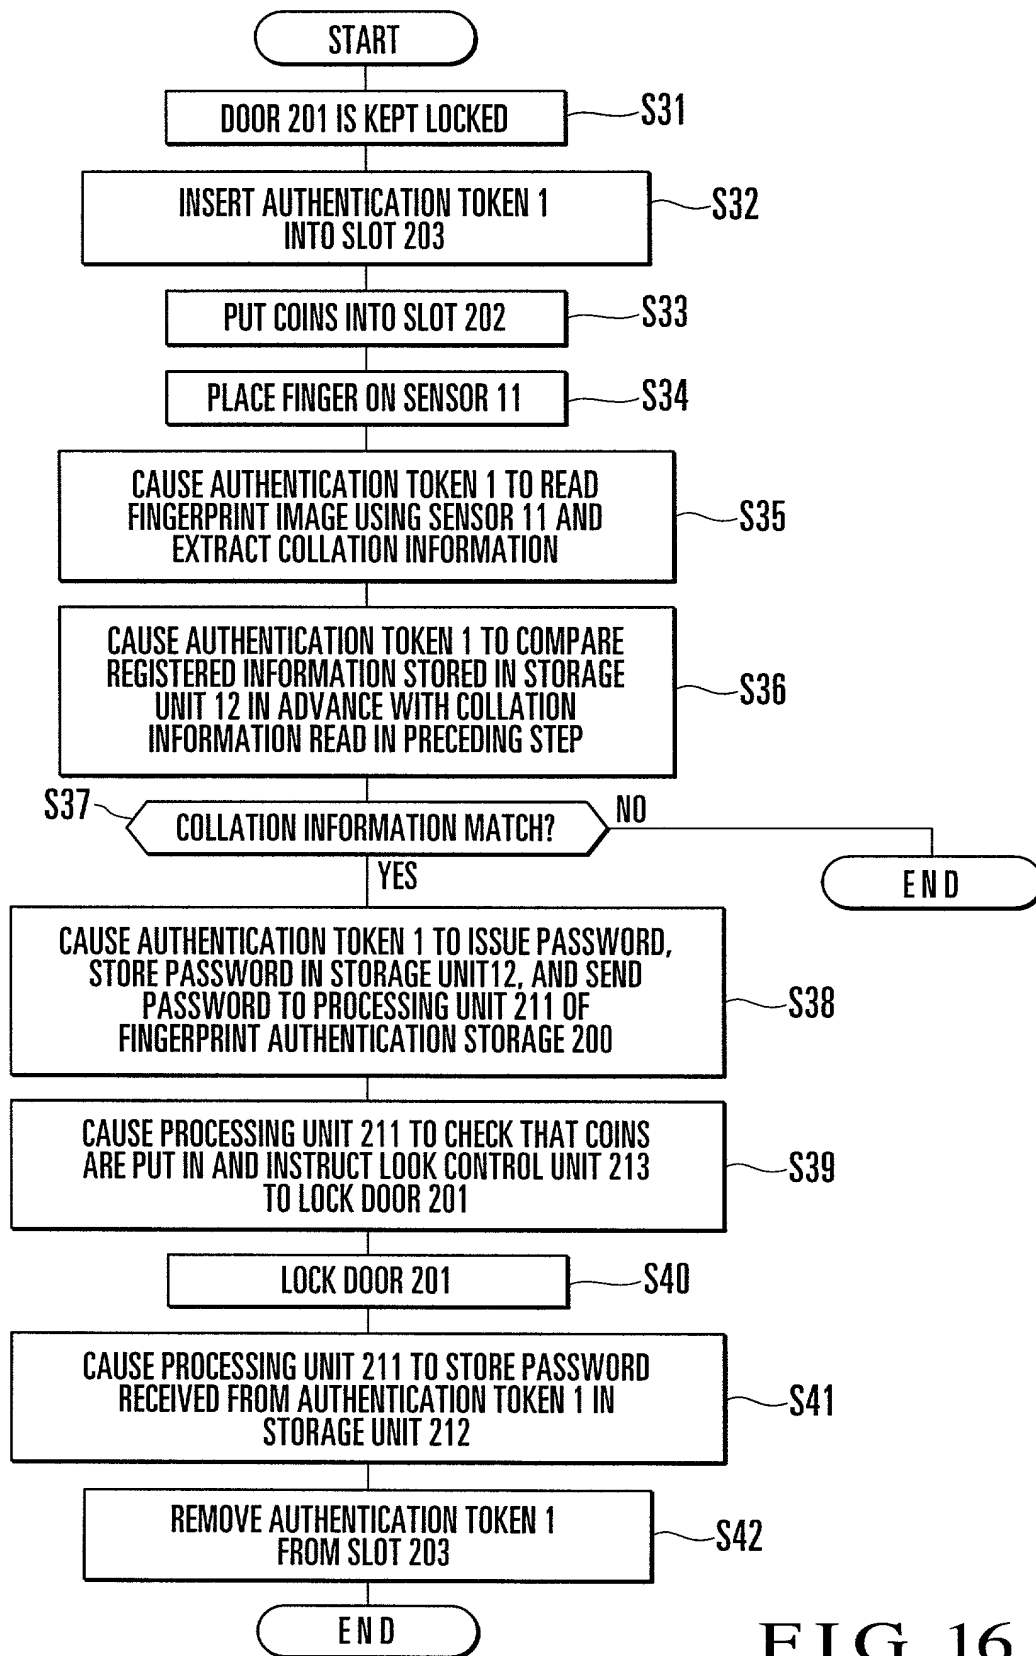 START
DOOR 201 IS KEPT LOCKED
S31
INSERT AUTHENTICATION TOKEN 1
INTO SLOT 203
S32
PUT COINS INTO SLOT 202
S33
PLACE FINGER ON SENSOR 11
S34
CAUSE AUTHENTICATION TOKEN 1 TO READ
FINGERPRINT IMAGE USING SENSOR 11 AND
EXTRACT COLLATION INFORMATION
S35
CAUSE AUTHENTICATION TOKEN 1 TO COMPARE
REGISTERED INFORMATION STORED IN STORAGE
UNIT 12 IN ADVANCE WITH COLLATION
INFORMATION READ IN PRECEDING STEP
S36
S37
COLLATION INFORMATION MATCH?
NO
END
YES
CAUSE AUTHENTICATION TOKEN 1 TO ISSUE PASSWORD,
STORE PASSWORD IN STORAGE UNIT12, AND SEND
PASSWORD TO PROCESSING UNIT 211 OF
FINGERPRINT AUTHENTICATION STORAGE 200
S38
CAUSE PROCESSING UNIT 211 TO CHECK THAT COINS
ARE PUT IN AND INSTRUCT LOOK CONTROL UNIT 213
TO LOCK DOOR 201
S39
LOCK DOOR 201
S40
CAUSE PROCESSING UNIT 211 TO STORE PASSWORD
RECEIVED FROM AUTHENTICATION TOKEN 1 IN
STORAGE UNIT 212
S41
REMOVE AUTHENTICATION TOKEN 1
FROM SLOT 203
S42
END
FIG. 16